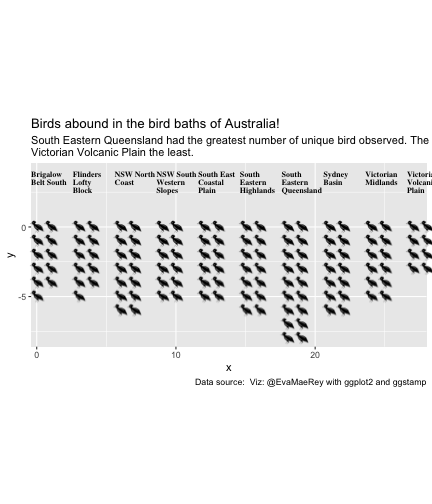 Birds abound in the bird baths of Australia!
South Eastern Queensland had the greatest number of unique bird observed. The
Victorian Volcanic Plain the least.
Brigalow Belt South
Flinders Lofty Block
NSW North Coast
NSW South Western Slopes
South East Coastal Plain
South Eastern Highlands
South Eastern Queensland
Sydney Basin
Victorian Midlands
Victoria Volcani Plain
0
-5
y
0 10 20
x
Data source: Viz: @EvaMaeRey with ggplot2 and ggstamp